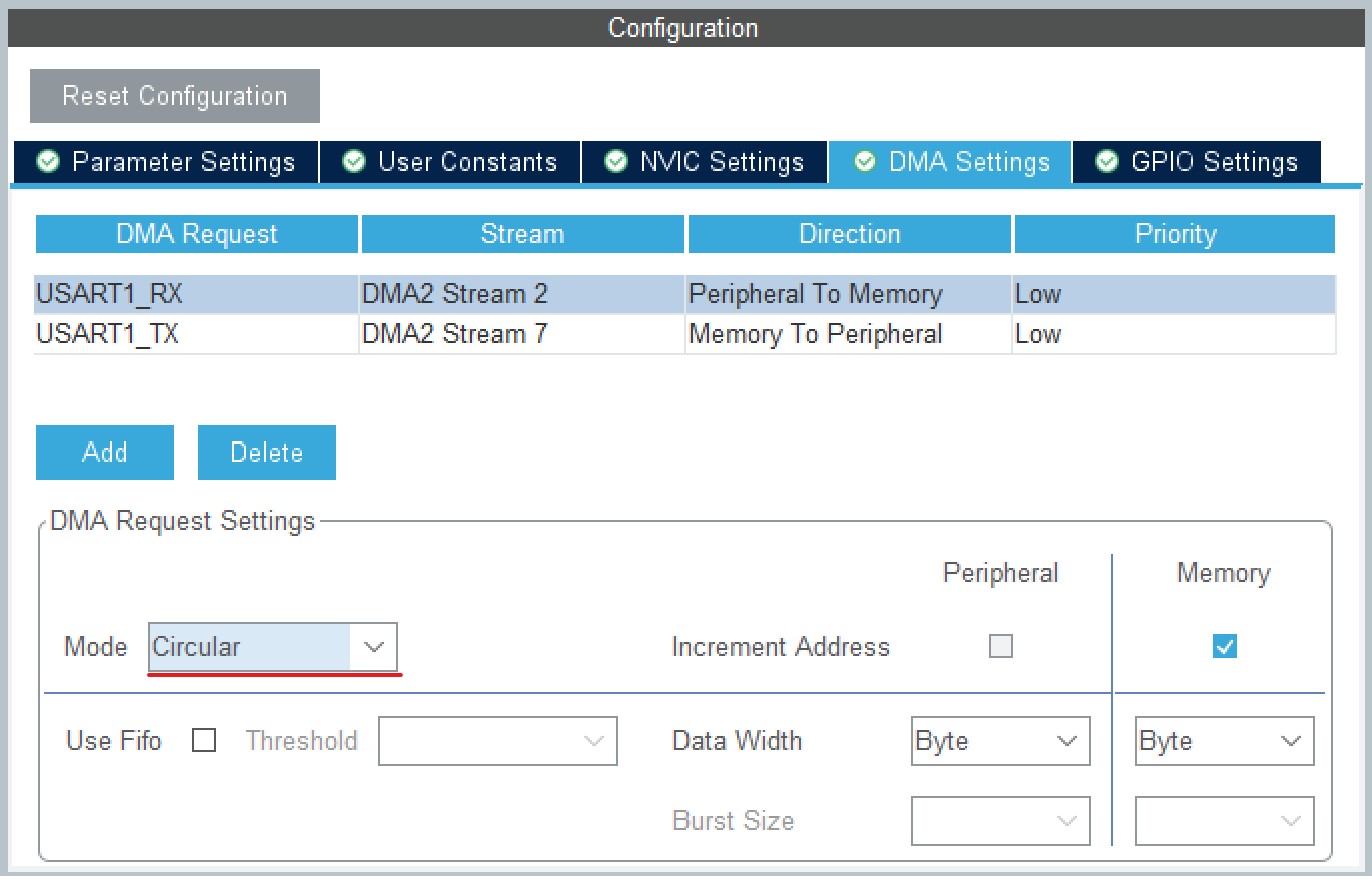 Configuration
Reset Configuration
Parameter Settings User Constants NVIC Settings DMA Settings GPIO Settings
DMA Request Stream Direction Priority
USART1_RX DMA2 Stream 2 Peripheral To Memory Low
USART1_TX DMA2 Stream 7 Memory To Peripheral Low
Add Delete
DMA Request Settings
Peripheral Memory
Mode Circular Increment Address
Use Fifo Threshold Data Width Byte Byte
Burst Size